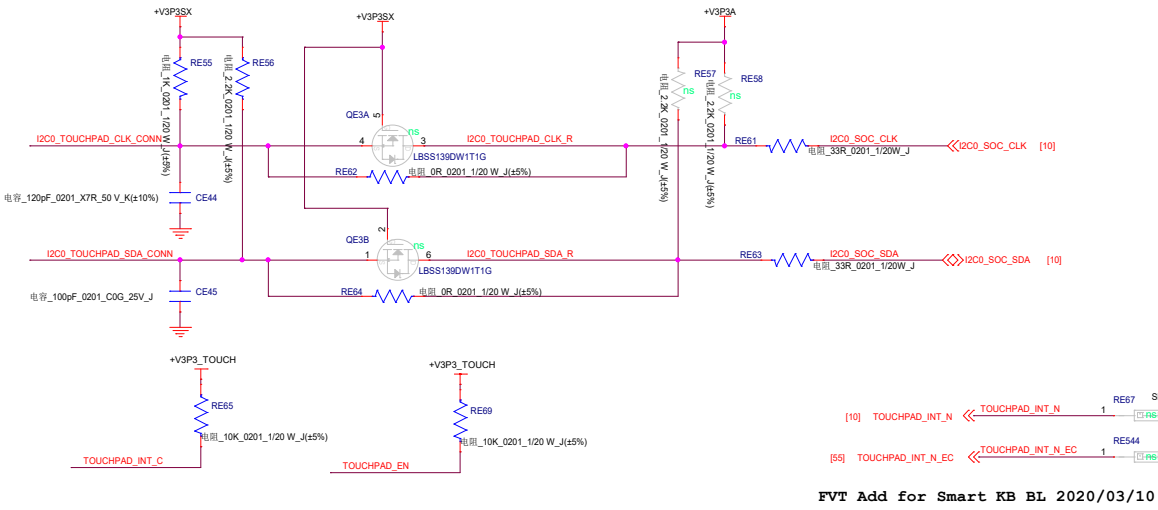 +V3P3SX
+V3P3SX
+V3P3A
RE55
电阻_1K_0201_1/20 W_J(±5%)
RE56
电阻_2.2K_0201_1/20 W_J(±5%)
RE57
ns
电阻_2.2K_0201_1/20 W_J(±5%)
RE58
ns
电阻_2.2K_0201_1/20 W_J(±5%)
QE3A
5
ns
I2C0_TOUCHPAD_CLK_CONN
4
3
I2C0_TOUCHPAD_CLK_R
RE61
I2C0_SOC_CLK
电阻_33R_0201_1/20W_J
I2C0_SOC_CLK [10]
LBSS139DW1T1G
RE62
电阻_0R_0201_1/20 W_J(±5%)
电容_120pF_0201_X7R_50 V_K(±10%)
CE44
2
QE3B
ns
I2C0_TOUCHPAD_SDA_CONN
1
6
I2C0_TOUCHPAD_SDA_R
RE63
I2C0_SOC_SDA
电阻_33R_0201_1/20W_J
I2C0_SOC_SDA [10]
LBSS139DW1T1G
RE64
电阻_0R_0201_1/20 W_J(±5%)
电容_100pF_0201_C0G_25V_J
CE45
+V3P3_TOUCH
+V3P3_TOUCH
RE65
电阻_10K_0201_1/20 W_J(±5%)
TOUCHPAD_INT_C
RE69
电阻_10K_0201_1/20 W_J(±5%)
TOUCHPAD_EN
[10] TOUCHPAD_INT_N
TOUCHPAD_INT_N
1
RE67
[55] TOUCHPAD_INT_N_EC
TOUCHPAD_INT_N_EC
1
RE544
FVT Add for Smart KB BL 2020/03/10